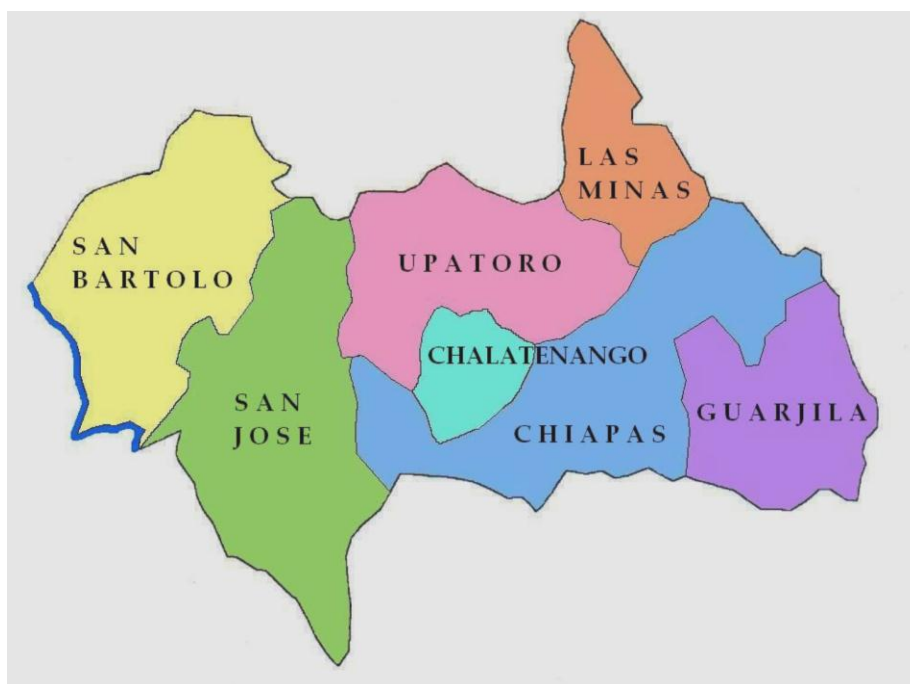 LAS
MINAS
SAN
BARTOLO
UPATORO
CHALATENANGO
SAN
JOSE
CHIAPAS
GUARJILA